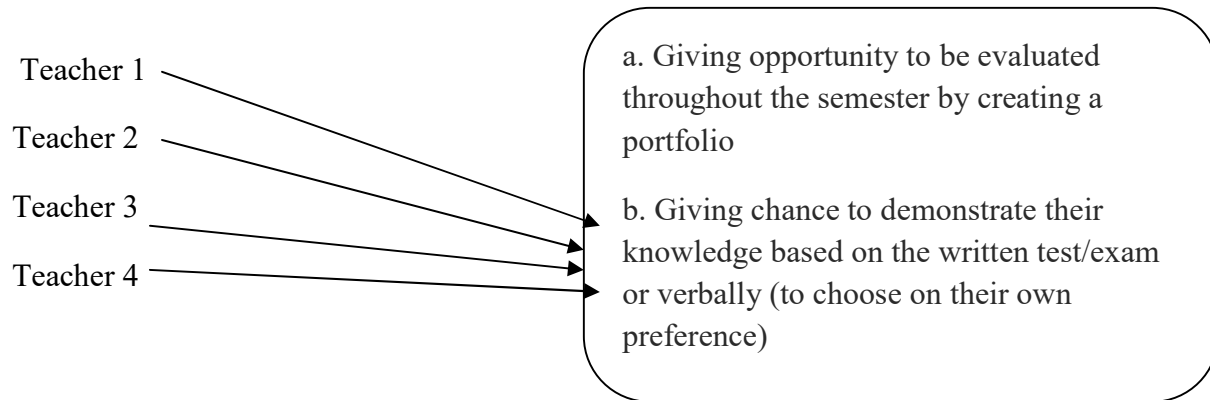 Teacher 1
Teacher 2
Teacher 3
Teacher 4
a. Giving opportunity to be evaluated
throughout the semester by creating a
portfolio
b. Giving chance to demonstrate their
knowledge based on the written test/exam
or verbally (to choose on their own
preference)